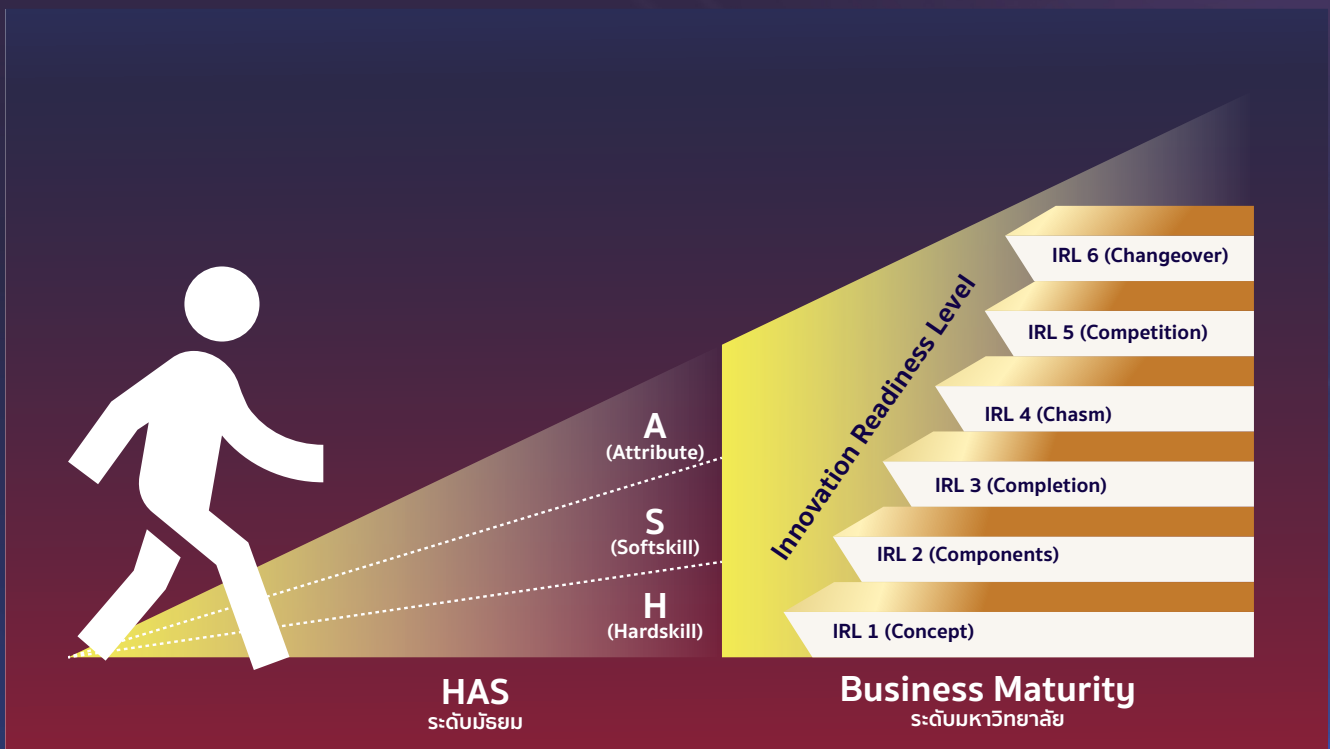 A
(Attribute)
S
(Softskill)
H
(Hardskill)
HAS
ระดับมัธยม
Innovation Readiness Level
IRL 6 (Changeover)
IRL 5 (Competition)
IRL 4 (Chasm)
IRL 3 (Completion)
IRL 2 (Components)
IRL 1 (Concept)
Business Maturity
ระดับมหาวิทยาลัย